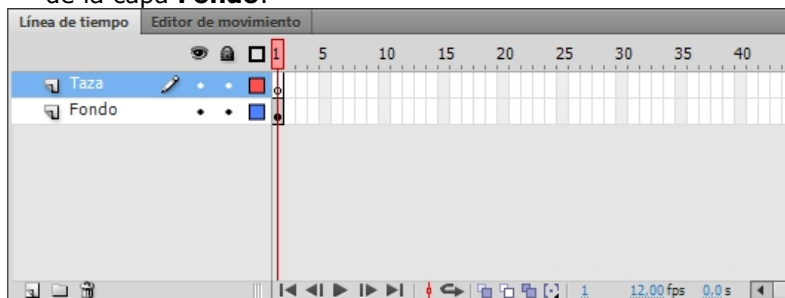 de la capa Fondo.
Línea de tiempo Editor de movimiento
1 5 10 15 20 25 30 35 40
Taza
Fondo
1 12,00 fps 0,0 s